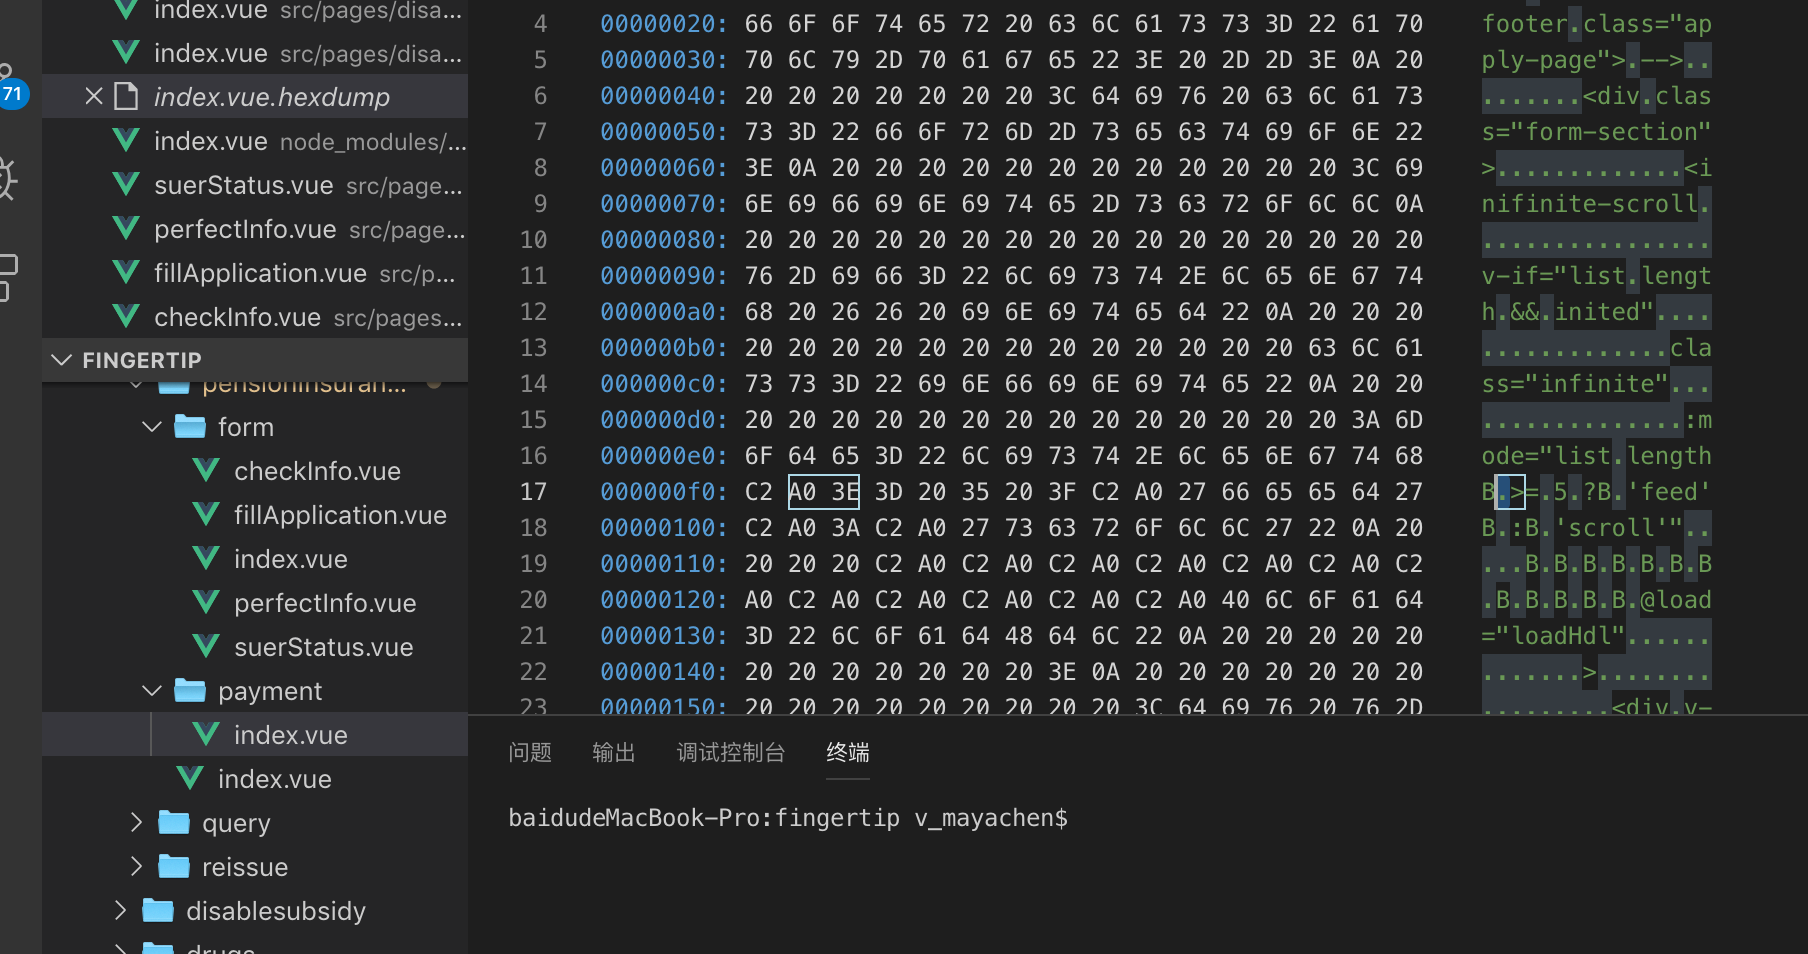 index.vue src/pages/disa...
index.vue src/pages/disa...
index.vue.hexdump
71
index.vue node_modules/...
suerStatus.vue src/page...
perfectInfo.vue src/page...
fillApplication.vue src/p...
checkInfo.vue src/pages...
FINGERTIP
pensioninsuran...
form
checkInfo.vue
fillApplication.vue
index.vue
perfectInfo.vue
suerStatus.vue
payment
index.vue
index.vue
query
reissue
disablesubsidy
drugs
4 00000020: 66 6F 6F 74 65 72 20 63 6C 61 73 73 3D 22 61 70 footer.class="ap
5 00000030: 70 6C 79 2D 70 61 67 65 22 3E 20 2D 2D 3E 0A 20 ply-page">.-->..
6 00000040: 20 20 20 20 20 20 20 3C 64 69 76 20 63 6C 61 73 .......<div.clas
7 00000050: 73 3D 22 66 6F 72 6D 2D 73 65 63 74 69 6F 6E 22 s="form-section"
8 00000060: 3E 0A 20 20 20 20 20 20 20 20 20 20 20 20 3C 69 >.............<i
9 00000070: 6E 69 66 69 6E 69 74 65 2D 73 63 72 6F 6C 6C 0A nifinite-scroll.
10 00000080: 20 20 20 20 20 20 20 20 20 20 20 20 20 20 20 20 ................
11 00000090: 76 2D 69 66 3D 22 6C 69 73 74 2E 6C 65 6E 67 74 v-if="list.lengt
12 000000a0: 68 20 26 26 20 69 6E 69 74 65 64 22 0A 20 20 20 h.&&.inited"....
13 000000b0: 20 20 20 20 20 20 20 20 20 20 20 20 20 63 6C 61 .............cla
14 000000c0: 73 73 3D 22 69 6E 66 69 6E 69 74 65 22 0A 20 20 ss="infinite"...
15 000000d0: 20 20 20 20 20 20 20 20 20 20 20 20 20 20 3A 6D ..............:m
16 000000e0: 6F 64 65 3D 22 6C 69 73 74 2E 6C 65 6E 67 74 68 ode="list.length
17 000000f0: C2 A0 3E 3D 20 35 20 3F C2 A0 27 66 65 65 64 27 B.>=.5.?B.'feed'
18 00000100: C2 A0 3A C2 A0 27 73 63 72 6F 6C 6C 27 22 0A 20 B.:B.'scroll'"..
19 00000110: 20 20 20 C2 A0 C2 A0 C2 A0 C2 A0 C2 A0 C2 A0 C2 ...B.B.B.B.B.B.B
20 00000120: A0 C2 A0 C2 A0 C2 A0 C2 A0 C2 A0 40 6C 6F 61 64 .B.B.B.B.B.@load
21 00000130: 3D 22 6C 6F 61 64 48 64 6C 22 0A 20 20 20 20 20 ="loadHdl"......
22 00000140: 20 20 20 20 20 20 20 3E 0A 20 20 20 20 20 20 20 .......>........
23 00000150: 20 20 20 20 20 20 20 20 20 3C 64 69 76 20 76 2D .........<div.v-
问题 输出 调试控制台 终端
baidudeMacBook-Pro:fingertip v_mayachen$